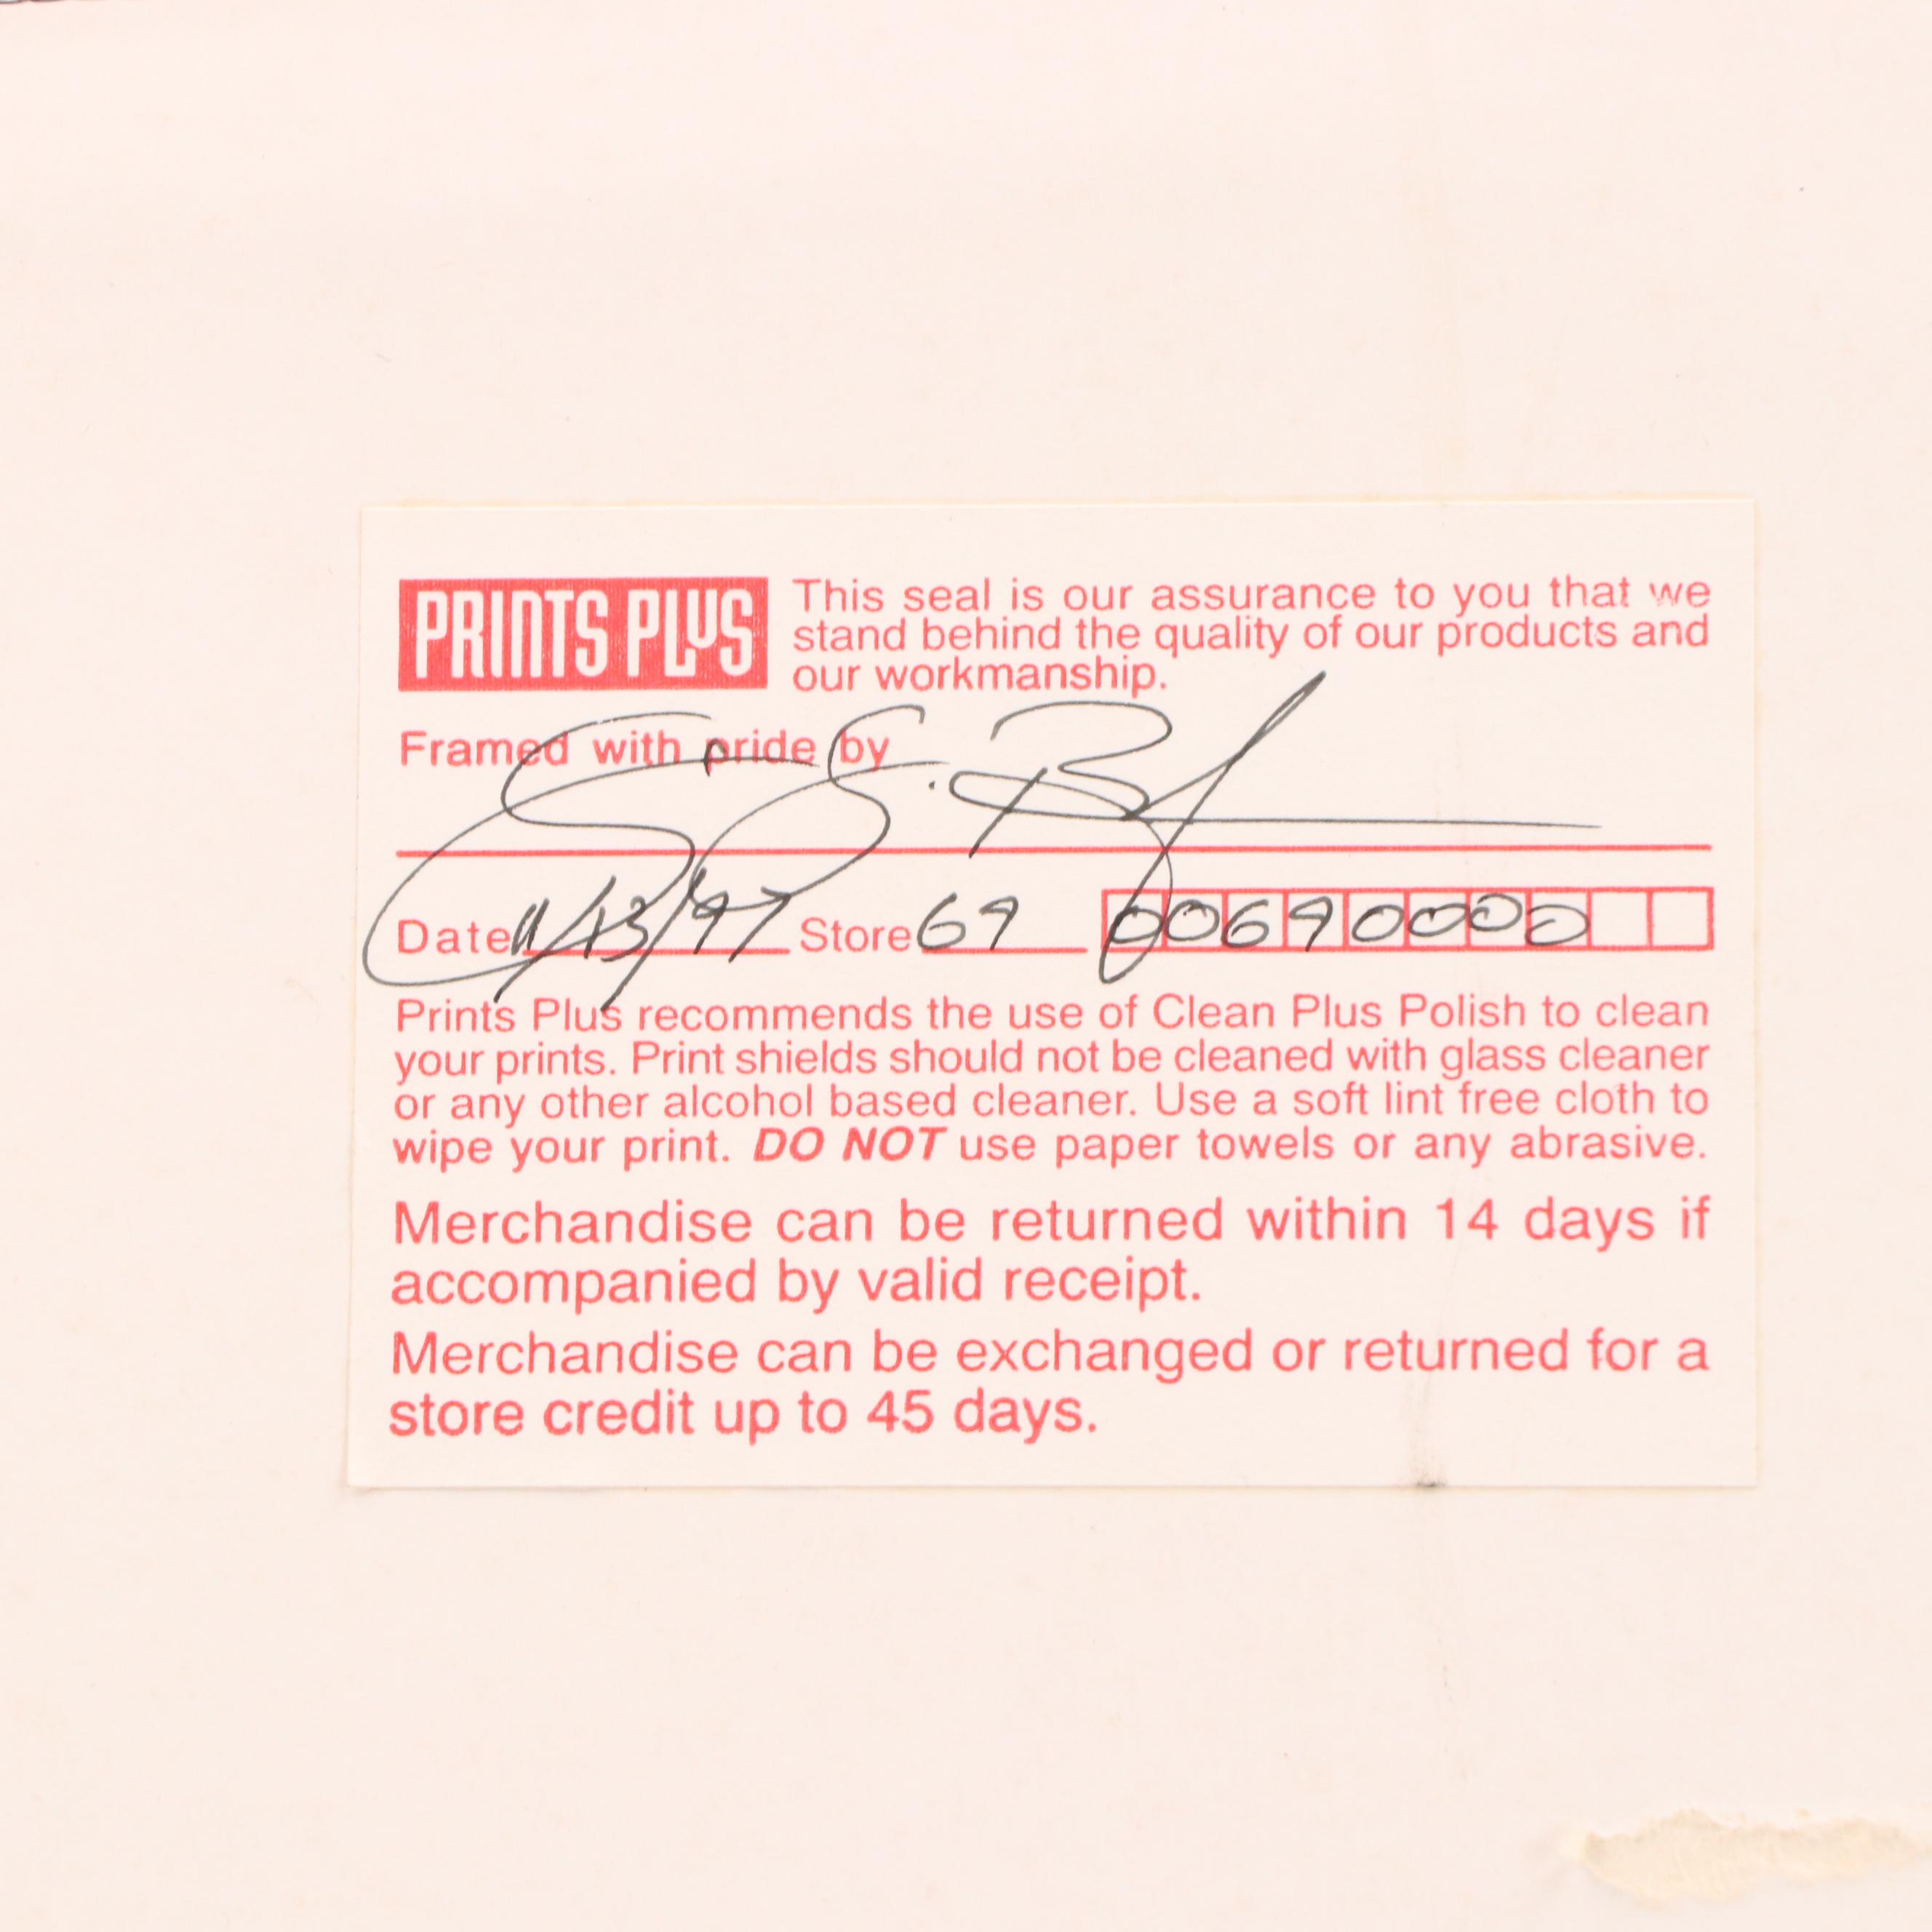 PRINTS PLUS
This seal is our assurance to you that we
stand behind the quality of our products and
our workmanship.
Framed with pride by
Date 11/13/97 Store 69 00690000
Prints Plus recommends the use of Clean Plus Polish to clean
your prints. Print shields should not be cleaned with glass cleaner
or any other alcohol based cleaner. Use a soft lint free cloth to
wipe your print. DO NOT use paper towels or any abrasive.
Merchandise can be returned within 14 days if
accompanied by valid receipt.
Merchandise can be exchanged or returned for a
store credit up to 45 days.